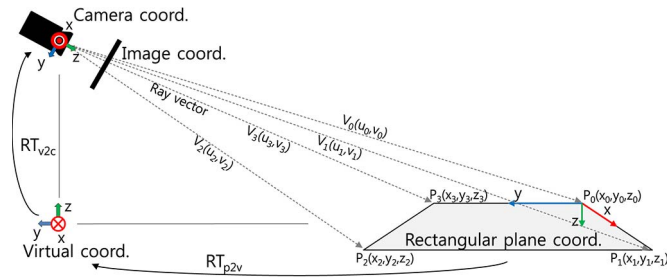 x Camera coord.
y z Image coord.
Ray vector
V₀(u₀,v₀)
V₃(u₃,v₃) V₁(u₁,v₁)
V₂(u₂,v₂)
RTv2c
P₃(x₃,y₃,z₃) y P₀(x₀,y₀,z₀)
x
z
z
y x
Rectangular plane coord.
Virtual coord.
P₂(x₂,y₂,z₂) P₁(x₁,y₁,z₁)
RTp2v